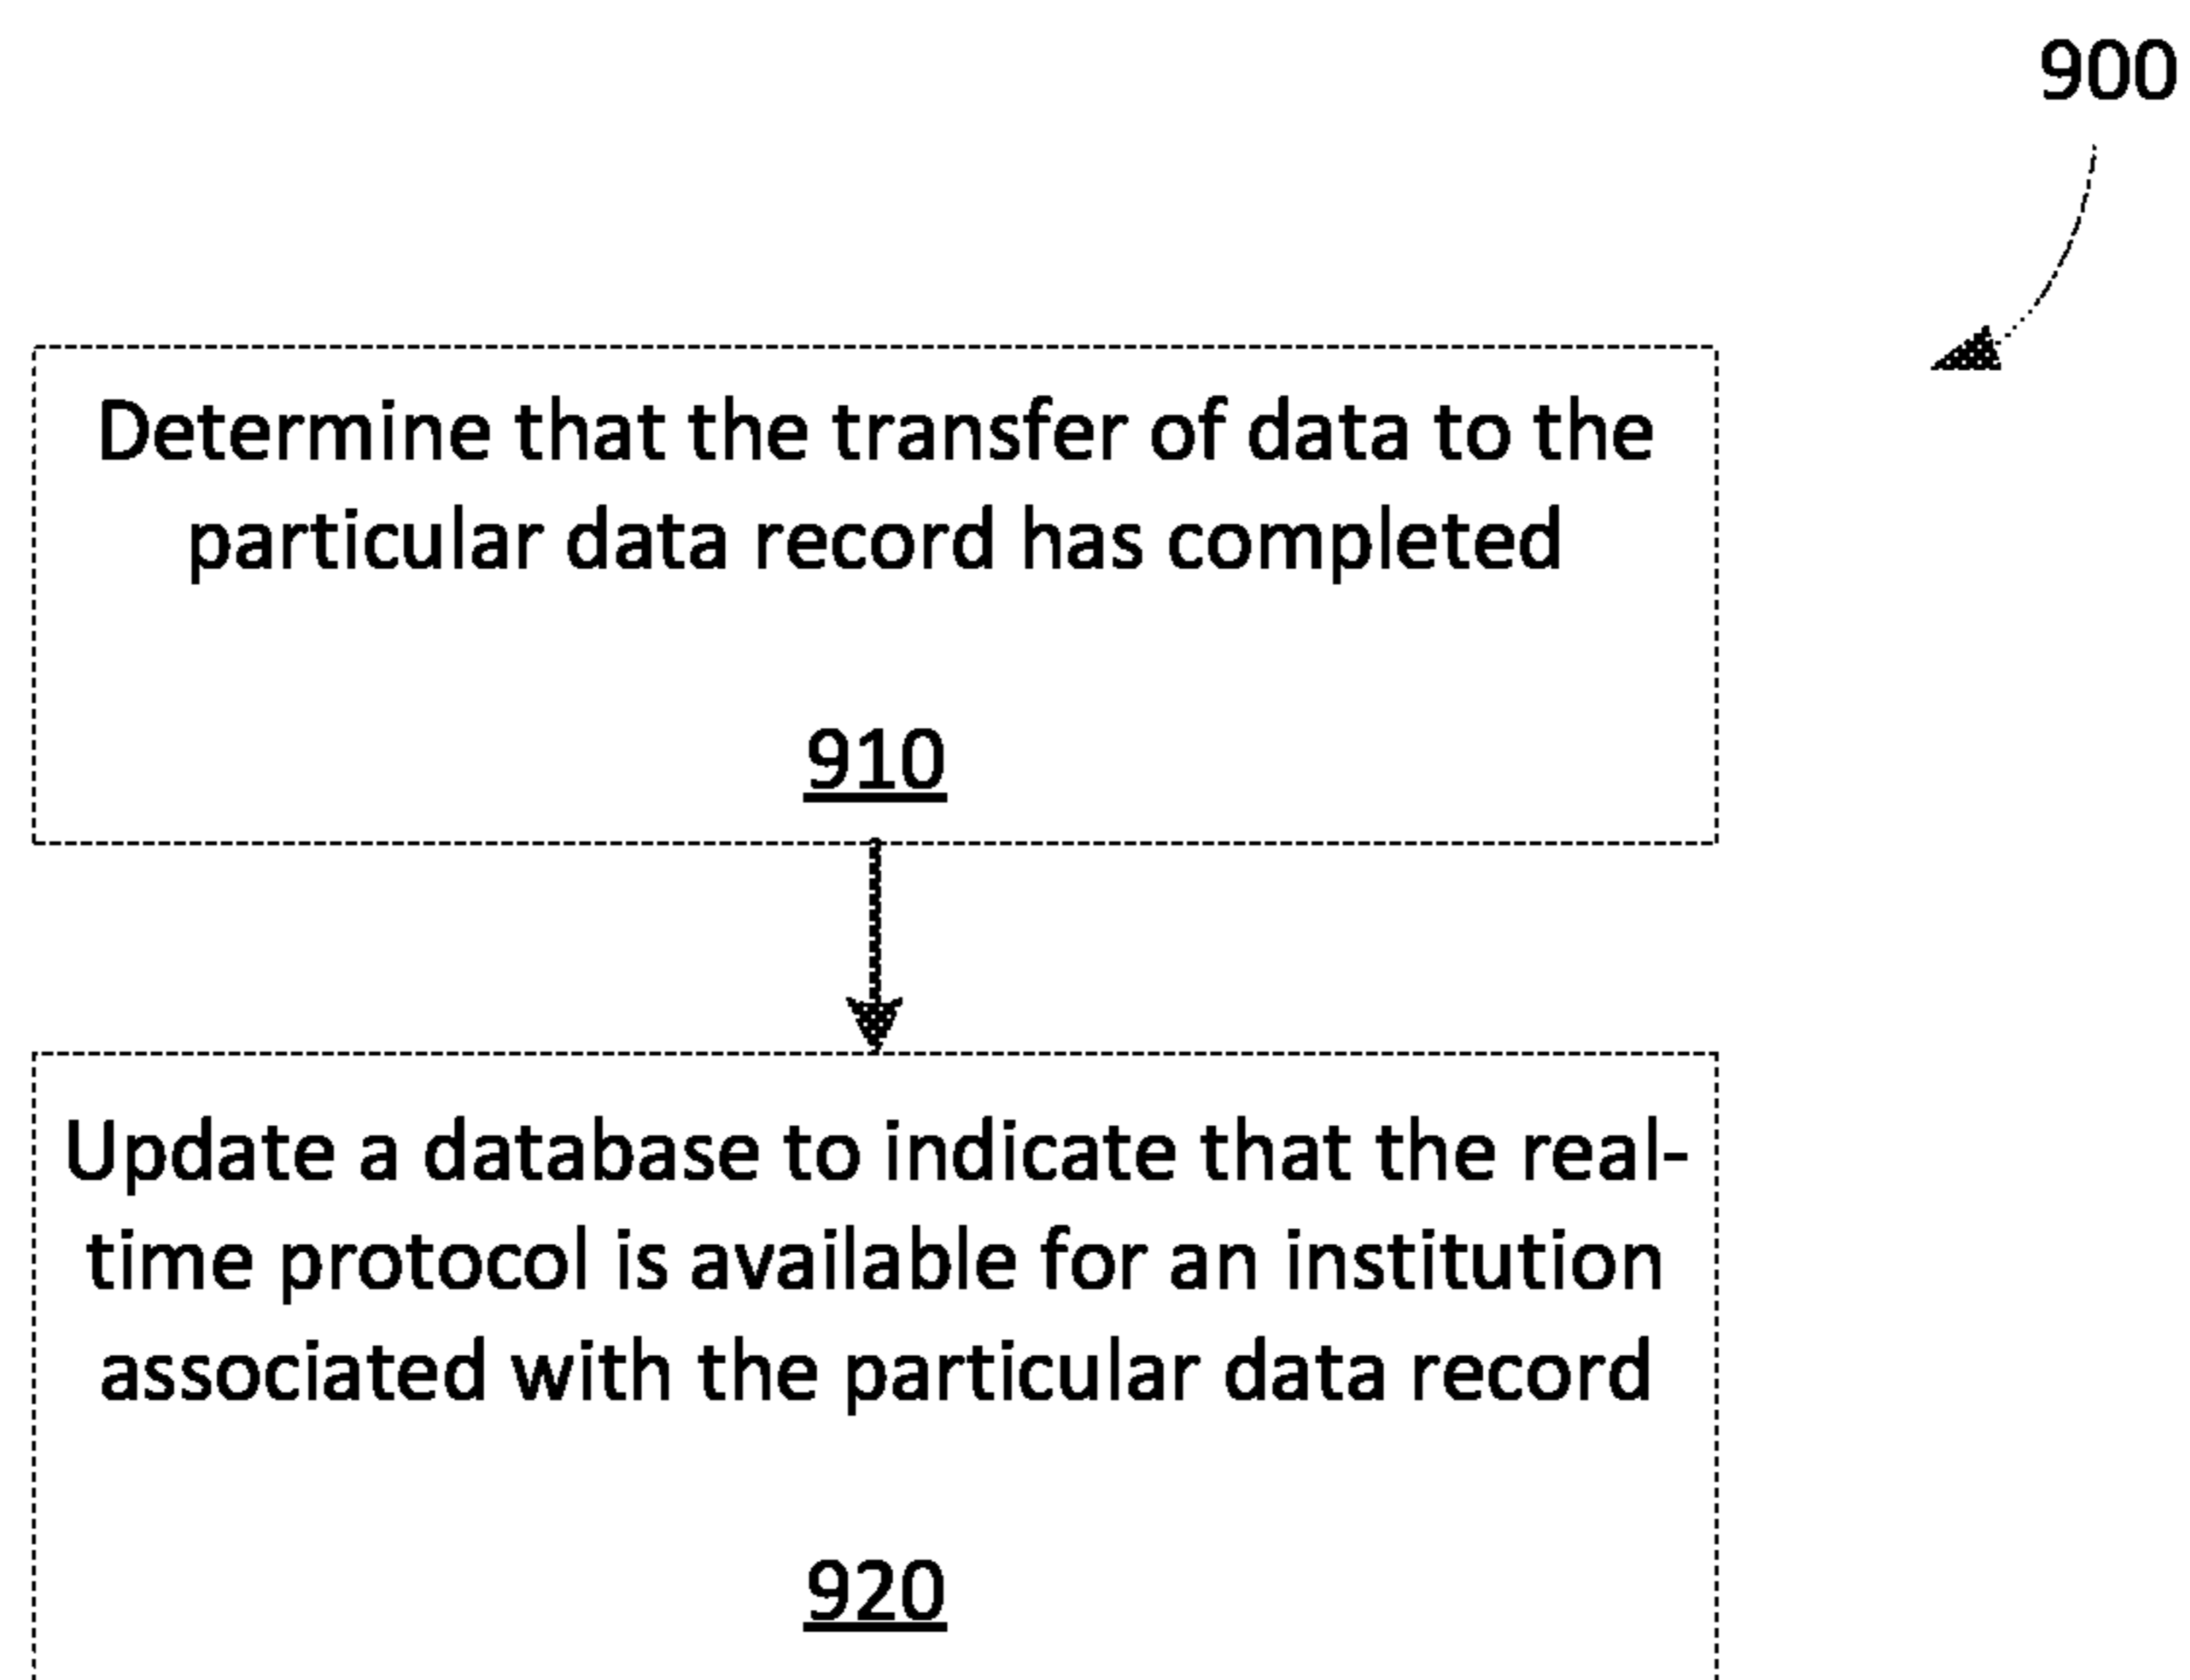 900
Determine that the transfer of data to the
particular data record has completed
910
Update a database to indicate that the real-
time protocol is available for an institution
associated with the particular data record
920